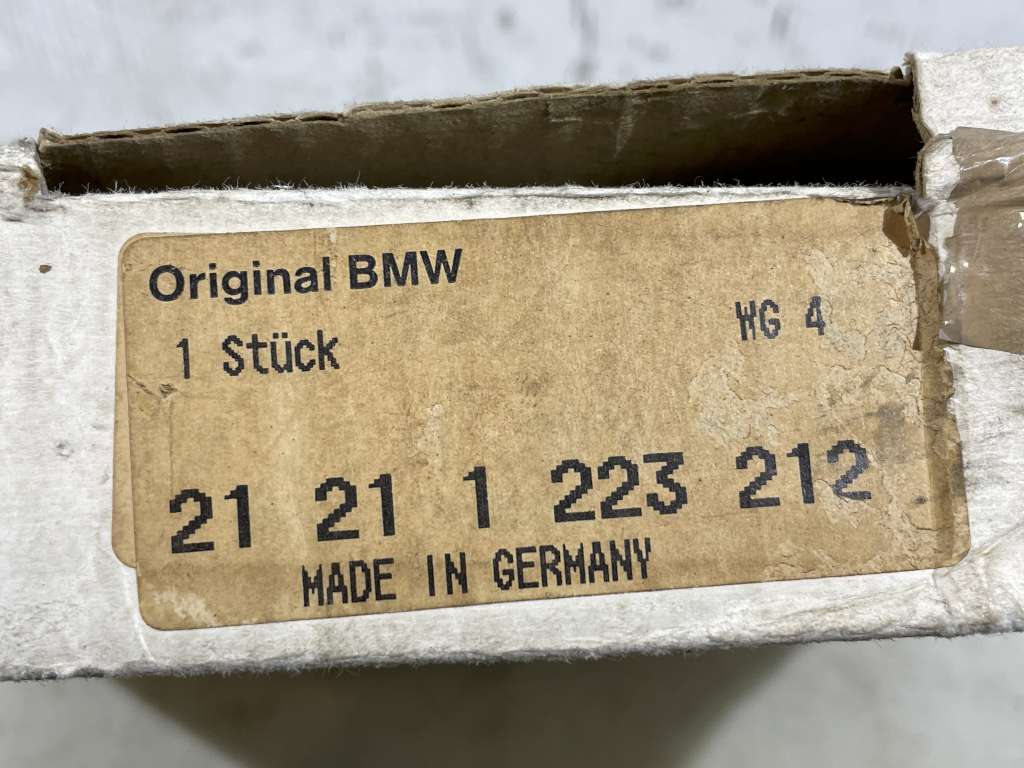 Original BMW
1 Stück WG 4
21 21 1 223 212
MADE IN GERMANY